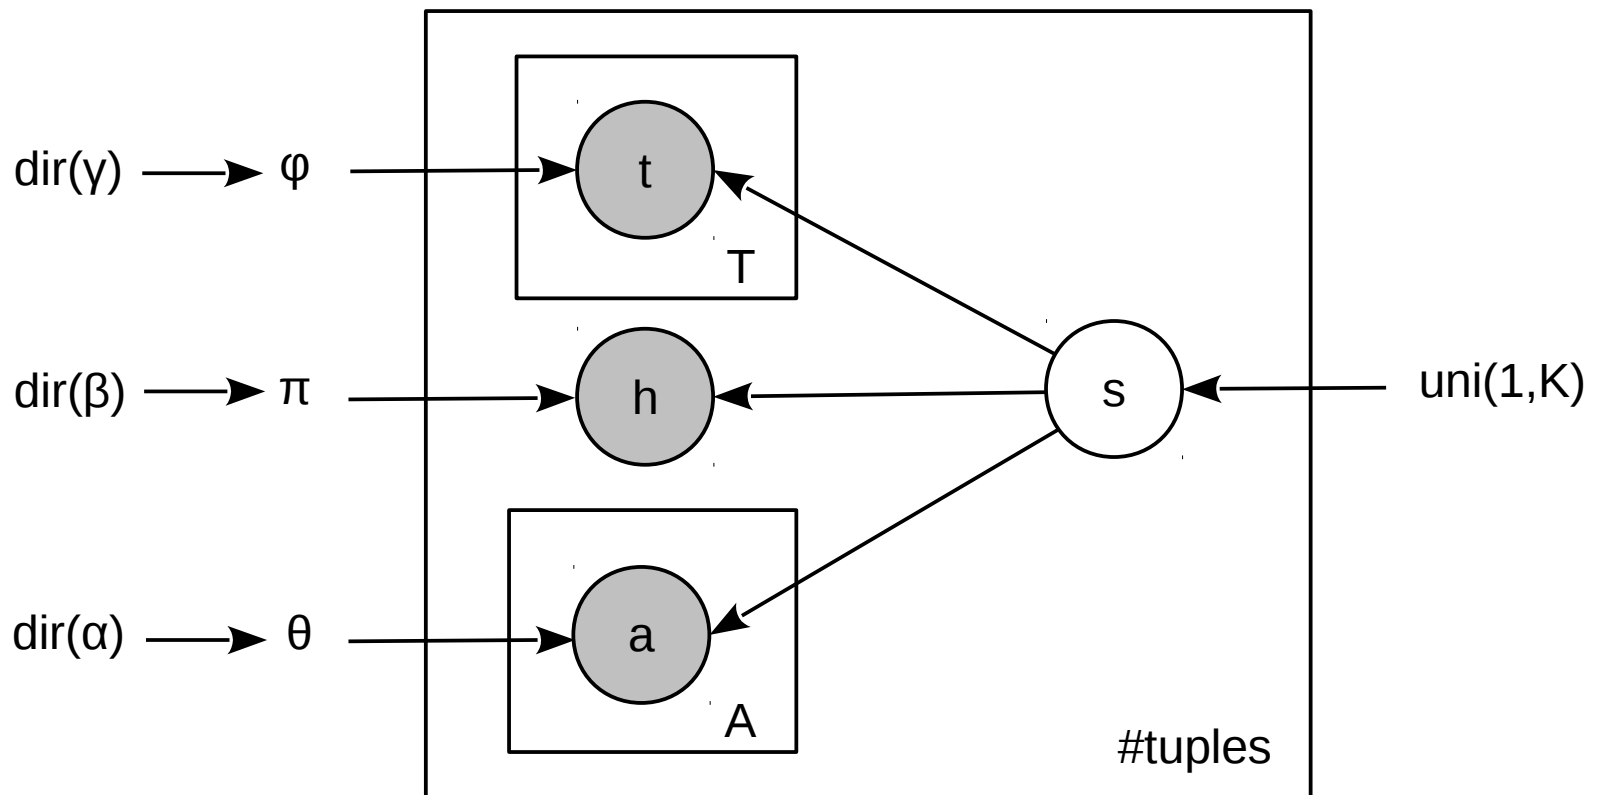 dir(γ) φ t
T
dir(β) π h s uni(1,K)
dir(α) θ a
A
#tuples